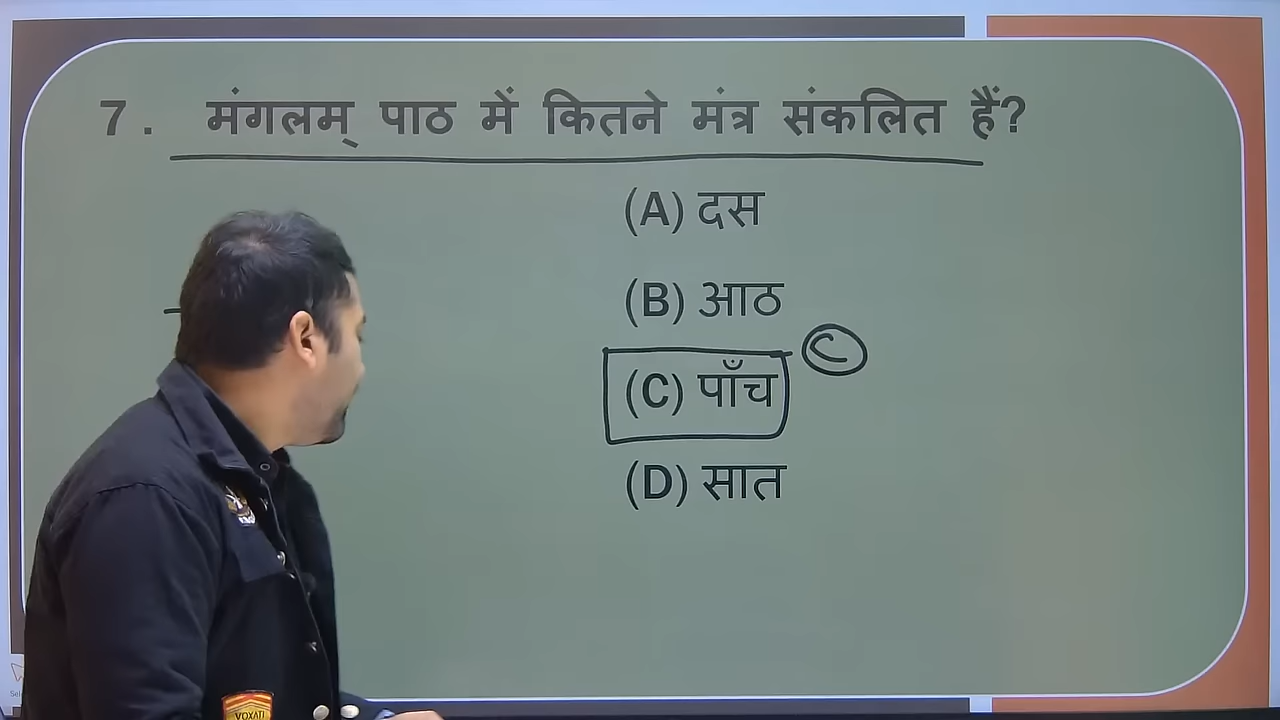 7. मंगलम् पाठ में कितने मंत्र संकलित हैं?
(A) दस
(B) आठ
(C) पाँच
C
(D) सात